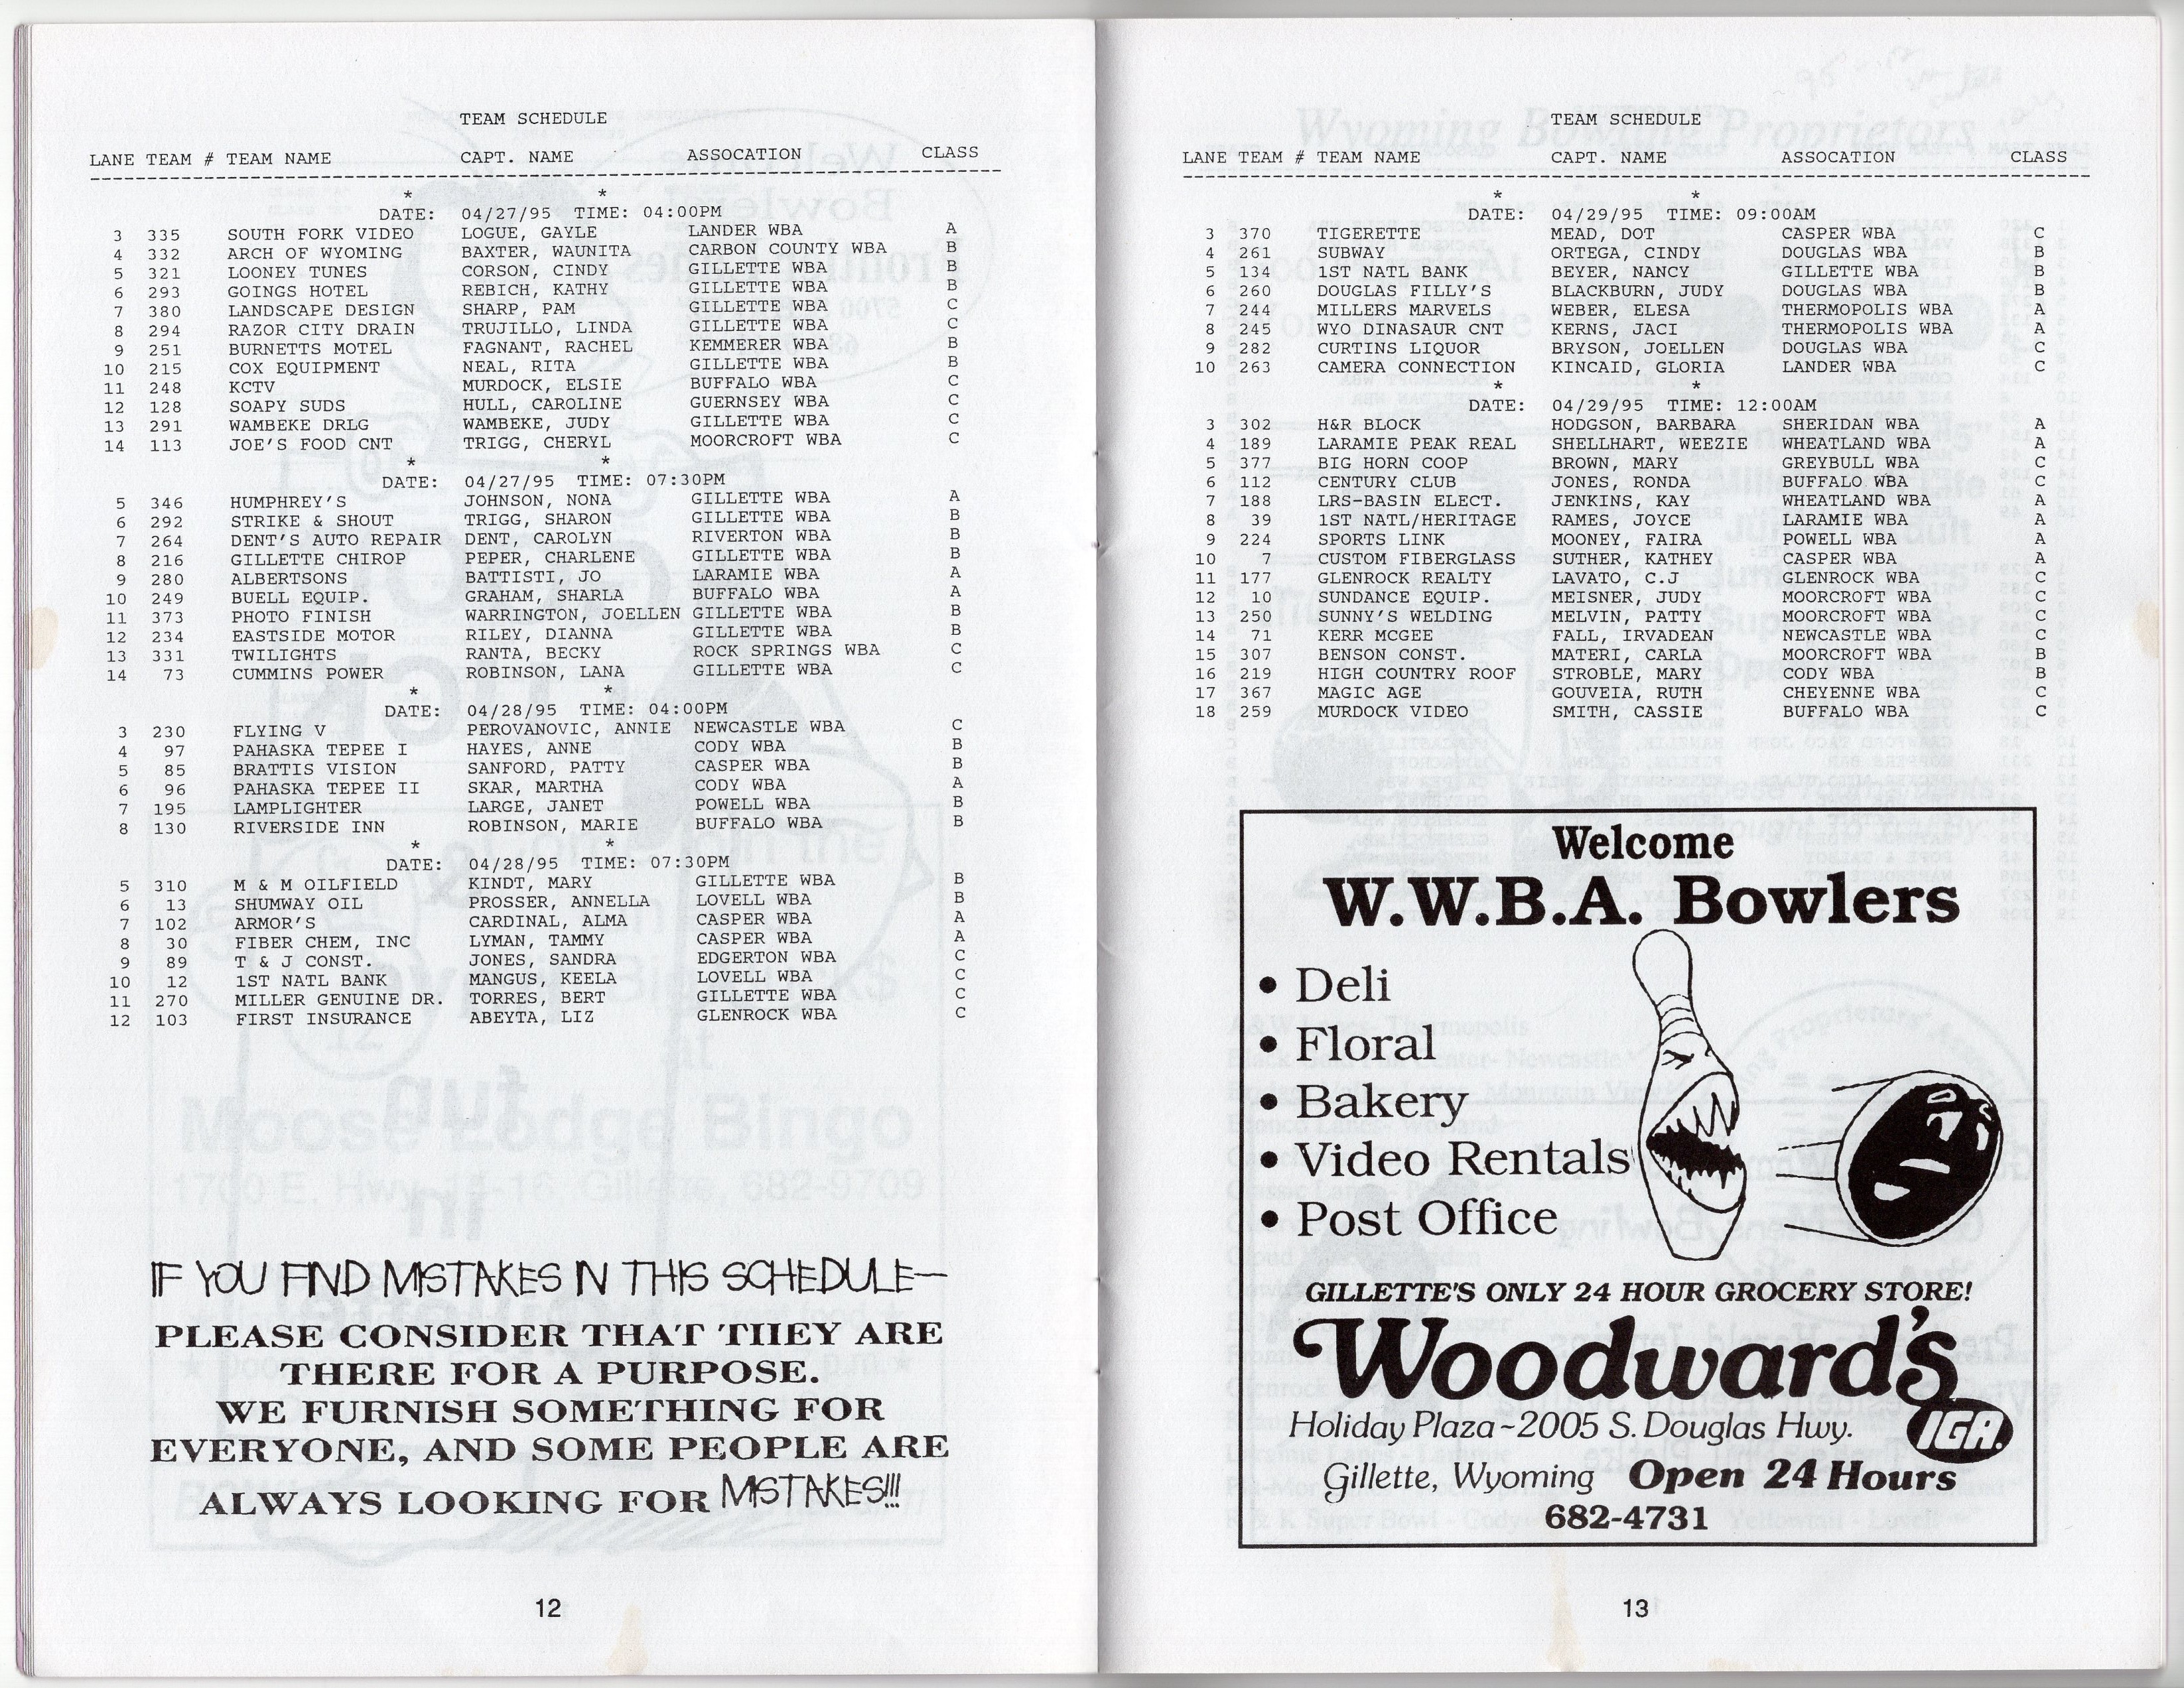 TEAM SCHEDULE
LANE TEAM # TEAM NAME CAPT. NAME ASSOCATION CLASS
* *
DATE: 04/27/95 TIME: 04:00PM
3 335 SOUTH FORK VIDEO LOGUE, GAYLE LANDER WBA A
4 332 ARCH OF WYOMING BAXTER, WAUNITA CARBON COUNTY WBA B
5 321 LOONEY TUNES CORSON, CINDY GILLETTE WBA B
6 293 GOINGS HOTEL REBICH, KATHY GILLETTE WBA B
7 380 LANDSCAPE DESIGN SHARP, PAM GILLETTE WBA C
8 294 RAZOR CITY DRAIN TRUJILLO, LINDA GILLETTE WBA C
9 251 BURNETTS MOTEL FAGNANT, RACHEL KEMMERER WBA B
10 215 COX EQUIPMENT NEAL, RITA GILLETTE WBA B
11 248 KCTV MURDOCK, ELSIE BUFFALO WBA C
12 128 SOAPY SUDS HULL, CAROLINE GUERNSEY WBA C
13 291 WAMBEKE DRLG WAMBEKE, JUDY GILLETTE WBA C
14 113 JOE'S FOOD CNT TRIGG, CHERYL MOORCROFT WBA C
* *
DATE: 04/27/95 TIME: 07:30PM
5 346 HUMPHREY'S JOHNSON, NONA GILLETTE WBA A
6 292 STRIKE & SHOUT TRIGG, SHARON GILLETTE WBA B
7 264 DENT'S AUTO REPAIR DENT, CAROLYN RIVERTON WBA B
8 216 GILLETTE CHIROP PEPER, CHARLENE GILLETTE WBA B
9 280 ALBERTSONS BATTISTI, JO LARAMIE WBA A
10 249 BUELL EQUIP. GRAHAM, SHARLA BUFFALO WBA A
11 373 PHOTO FINISH WARRINGTON, JOELLEN GILLETTE WBA B
12 234 EASTSIDE MOTOR RILEY, DIANNA GILLETTE WBA B
13 331 TWILIGHTS RANTA, BECKY ROCK SPRINGS WBA C
14 73 CUMMINS POWER ROBINSON, LANA GILLETTE WBA C
* *
DATE: 04/28/95 TIME: 04:00PM
3 230 FLYING V PEROVANOVIC, ANNIE NEWCASTLE WBA C
4 97 PAHASKA TEPEE I HAYES, ANNE CODY WBA B
5 85 BRATTIS VISION SANFORD, PATTY CASPER WBA B
6 96 PAHASKA TEPEE II SKAR, MARTHA CODY WBA A
7 195 LAMPLIGHTER LARGE, JANET POWELL WBA B
8 130 RIVERSIDE INN ROBINSON, MARIE BUFFALO WBA B
* *
DATE: 04/28/95 TIME: 07:30PM
5 310 M & M OILFIELD KINDT, MARY GILLETTE WBA B
6 13 SHUMWAY OIL PROSSER, ANNELLA LOVELL WBA B
7 102 ARMOR'S CARDINAL, ALMA CASPER WBA A
8 30 FIBER CHEM, INC LYMAN, TAMMY CASPER WBA A
9 89 T & J CONST. JONES, SANDRA EDGERTON WBA C
10 12 1ST NATL BANK MANGUS, KEELA LOVELL WBA C
11 270 MILLER GENUINE DR. TORRES, BERT GILLETTE WBA C
12 103 FIRST INSURANCE ABEYTA, LIZ GLENROCK WBA C
IF YOU FIND MISTAKES IN THIS SCHEDULE—
PLEASE CONSIDER THAT THEY ARE
THERE FOR A PURPOSE.
WE FURNISH SOMETHING FOR
EVERYONE, AND SOME PEOPLE ARE
ALWAYS LOOKING FOR MISTAKES!!!
12
TEAM SCHEDULE
LANE TEAM # TEAM NAME CAPT. NAME ASSOCATION CLASS
* *
DATE: 04/29/95 TIME: 09:00AM
3 370 TIGERETTE MEAD, DOT CASPER WBA C
4 261 SUBWAY ORTEGA, CINDY DOUGLAS WBA B
5 134 1ST NATL BANK BEYER, NANCY GILLETTE WBA B
6 260 DOUGLAS FILLY'S BLACKBURN, JUDY DOUGLAS WBA B
7 244 MILLERS MARVELS WEBER, ELESA THERMOPOLIS WBA A
8 245 WYO DINASAUR CNT KERNS, JACI THERMOPOLIS WBA A
9 282 CURTINS LIQUOR BRYSON, JOELLEN DOUGLAS WBA C
10 263 CAMERA CONNECTION KINCAID, GLORIA LANDER WBA C
* *
DATE: 04/29/95 TIME: 12:00AM
3 302 H&R BLOCK HODGSON, BARBARA SHERIDAN WBA A
4 189 LARAMIE PEAK REAL SHELLHART, WEEZIE WHEATLAND WBA A
5 377 BIG HORN COOP BROWN, MARY GREYBULL WBA C
6 112 CENTURY CLUB JONES, RONDA BUFFALO WBA C
7 188 LRS-BASIN ELECT. JENKINS, KAY WHEATLAND WBA A
8 39 1ST NATL/HERITAGE RAMES, JOYCE LARAMIE WBA A
9 224 SPORTS LINK MOONEY, FAIRA POWELL WBA A
10 7 CUSTOM FIBERGLASS SUTHER, KATHEY CASPER WBA A
11 177 GLENROCK REALTY LAVATO, C.J GLENROCK WBA C
12 10 SUNDANCE EQUIP. MEISNER, JUDY MOORCROFT WBA C
13 250 SUNNY'S WELDING MELVIN, PATTY MOORCROFT WBA C
14 71 KERR MCGEE FALL, IRVADEAN NEWCASTLE WBA C
15 307 BENSON CONST. MATERI, CARLA MOORCROFT WBA B
16 219 HIGH COUNTRY ROOF STROBLE, MARY CODY WBA B
17 367 MAGIC AGE GOUVEIA, RUTH CHEYENNE WBA C
18 259 MURDOCK VIDEO SMITH, CASSIE BUFFALO WBA C
Welcome
W.W.B.A. Bowlers
• Deli
• Floral
• Bakery
• Video Rentals
• Post Office
GILLETTE'S ONLY 24 HOUR GROCERY STORE!
Woodward's
IGA
Holiday Plaza~2005 S. Douglas Hwy.
Gillette, Wyoming Open 24 Hours
682-4731
13